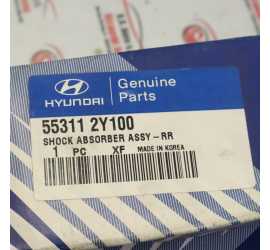 HYUNDAI
Genuine
Parts
55311 2Y100
SHOCK ABSORBER ASSY-RR
1 PC XF MADE IN KOREA